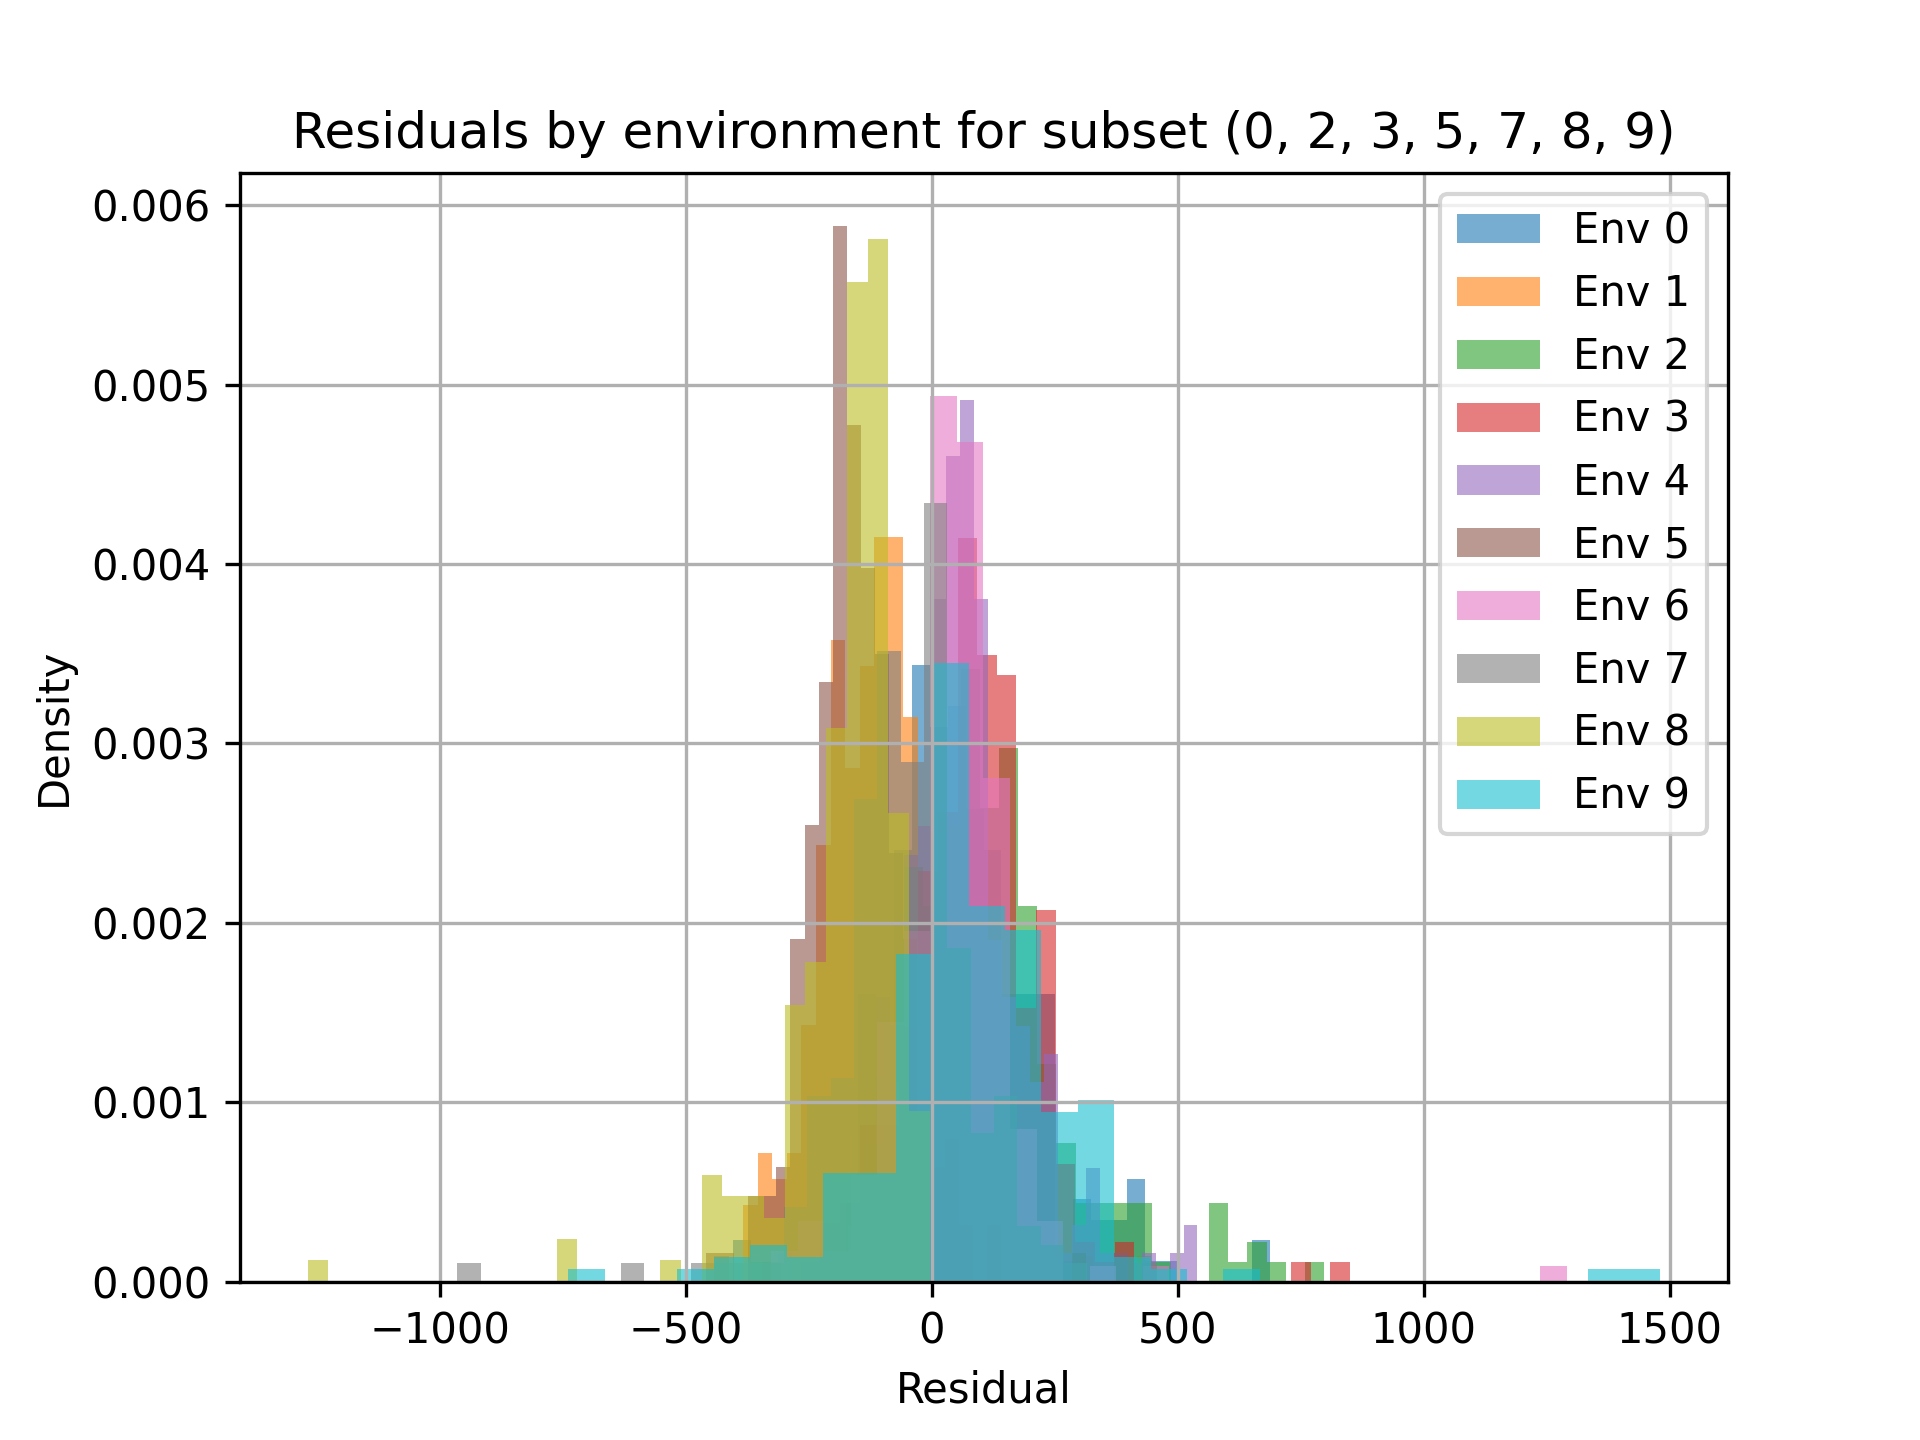 Residuals by environment for subset (0, 2, 3, 5, 7, 8, 9)
0.006
0.005
0.004
0.003
0.002
0.001
0.000
Density
−1000
−500
0
500
1000
1500
Residual
Env 0
Env 1
Env 2
Env 3
Env 4
Env 5
Env 6
Env 7
Env 8
Env 9